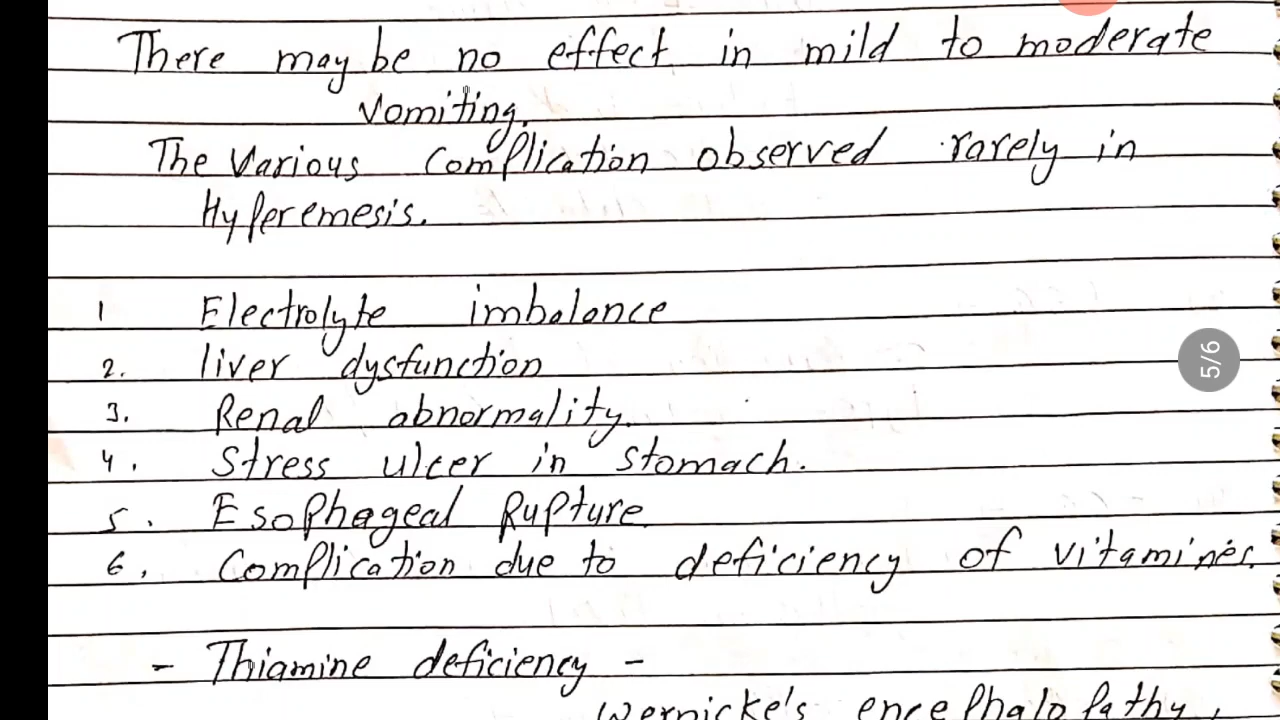 There may be no effect in mild to moderate
vomiting.
The various complication observed rarely in
Hyperemesis.
1 Electrolyte imbalance
2. liver dysfunction
5/6
3. Renal abnormality.
4. Stress ulcer in stomach.
5. Esophageal Rupture
6. Complication due to deficiency of vitamines.
- Thiamine deficiency -
Wernicke's encephalopathy,